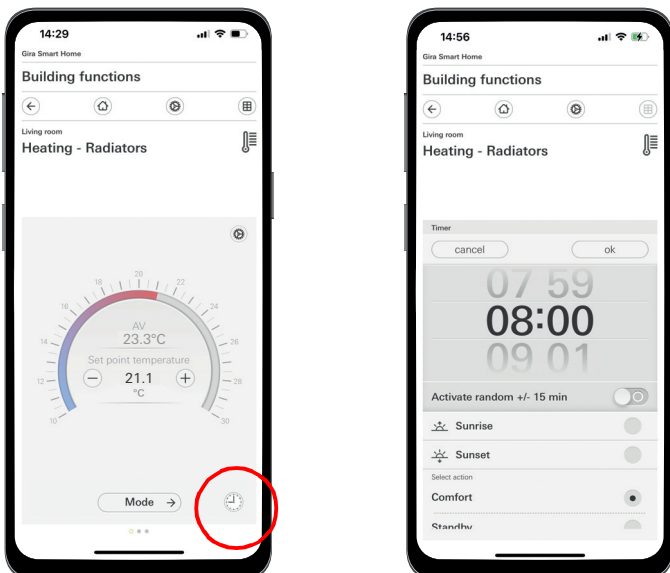 14:29
Gira Smart Home
Building functions
Living room
Heating - Radiators
20
18
22
16
24
AV
23.3°C
14
26
Set point temperature
12
21.1
28
°C
10
30
Mode
14:56
Gira Smart Home
Building functions
Living room
Heating - Radiators
Timer
cancel
ok
07 59
08:00
09 01
Activate random +/- 15 min
Sunrise
Sunset
Select action
Comfort
Standby